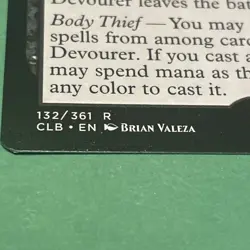 Devourer leaves the bat
Body Thief — You may
spells from among car
Devourer. If you cast a
may spend mana as th
any color to cast it.
132/361 R
CLB • EN BRIAN VALEZA